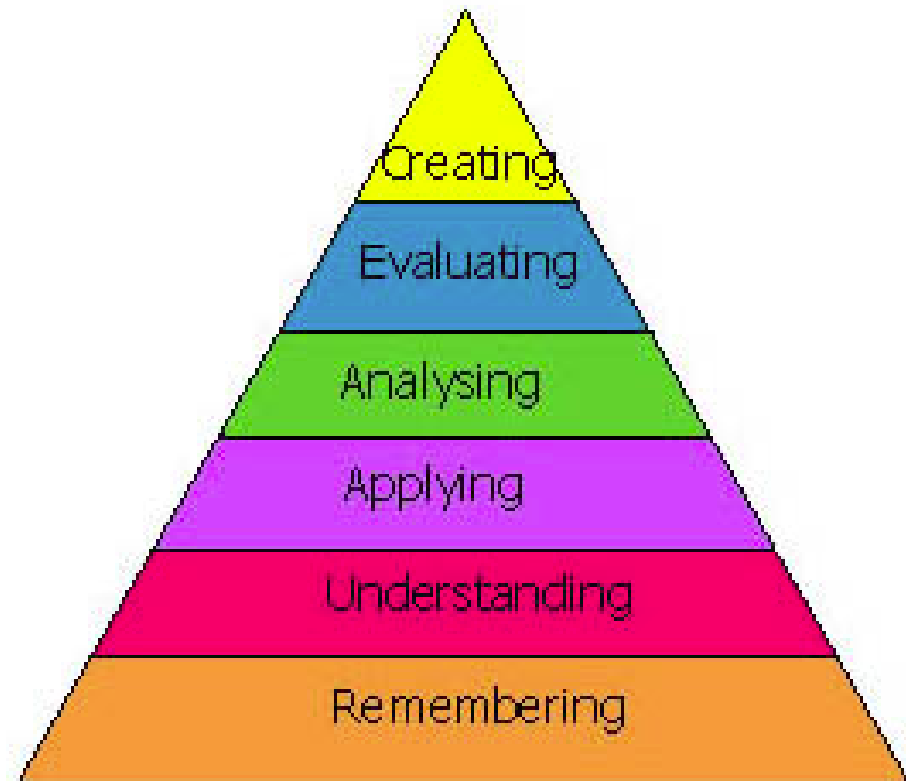 Creating
Evaluating
Analysing
Applying
Understanding
Remembering